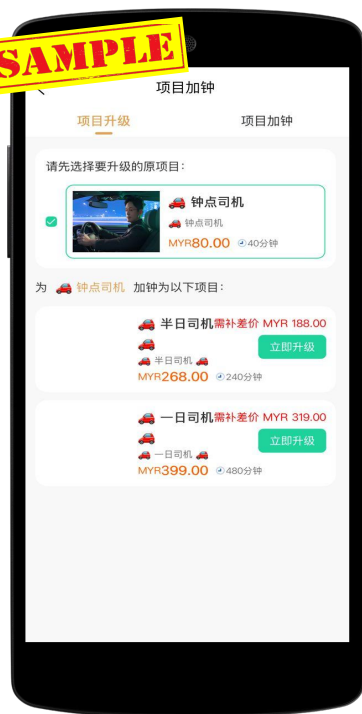 SAMPLE
项目加钟
项目升级 项目加钟
请先选择要升级的原项目：
🚗 钟点司机
🚗 钟点司机
MYR80.00 40分钟
为 🚗 钟点司机 加钟为以下项目：
🚗 半日司机需补差价 MYR 188.00
🚗
立即升级
🚗 半日司机 🚗
MYR268.00 240分钟
🚗 一日司机需补差价 MYR 319.00
🚗
立即升级
🚗 一日司机 🚗
MYR399.00 480分钟